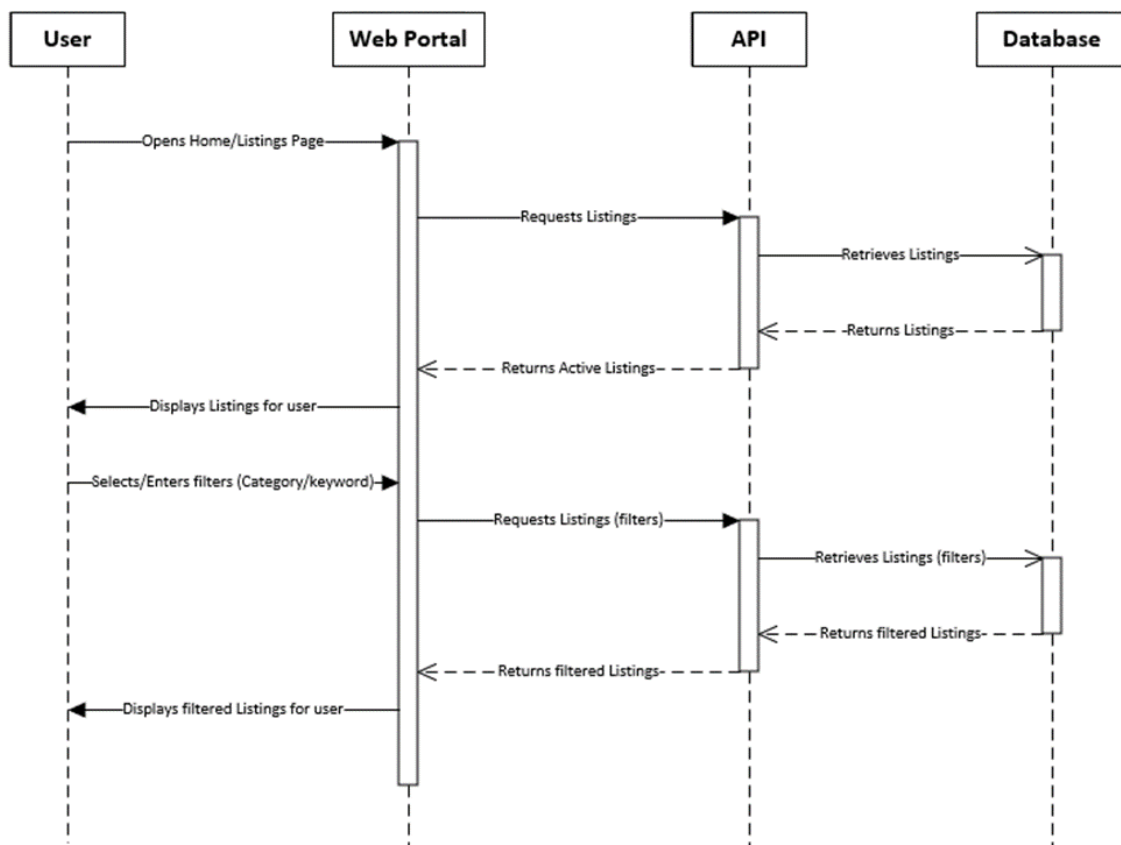 User
Web Portal
API
Database
Opens Home/Listings Page
Requests Listings
Retrieves Listings
Returns Listings
Returns Active Listings
Displays Listings for user
Selects/Enters filters (Category/keyword)
Requests Listings (filters)
Retrieves Listings (filters)
Returns filtered Listings
Returns filtered Listings
Displays filtered Listings for user